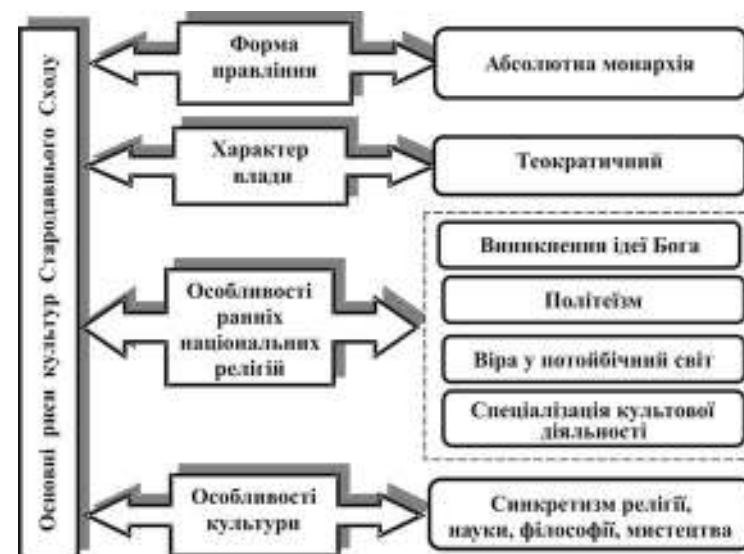 Основні риси культур Стародавнього Сходу
Форма
правління
Абсолютна монархія
Характер
влади
Теократичний
Особливості
ранніх
національних
релігій
Виникнення ідеї Бога
Політеїзм
Віра у потойбічний світ
Спеціалізація культової
діяльності
Особливості
культури
Синкретизм релігії,
науки, філософії, мистецтва